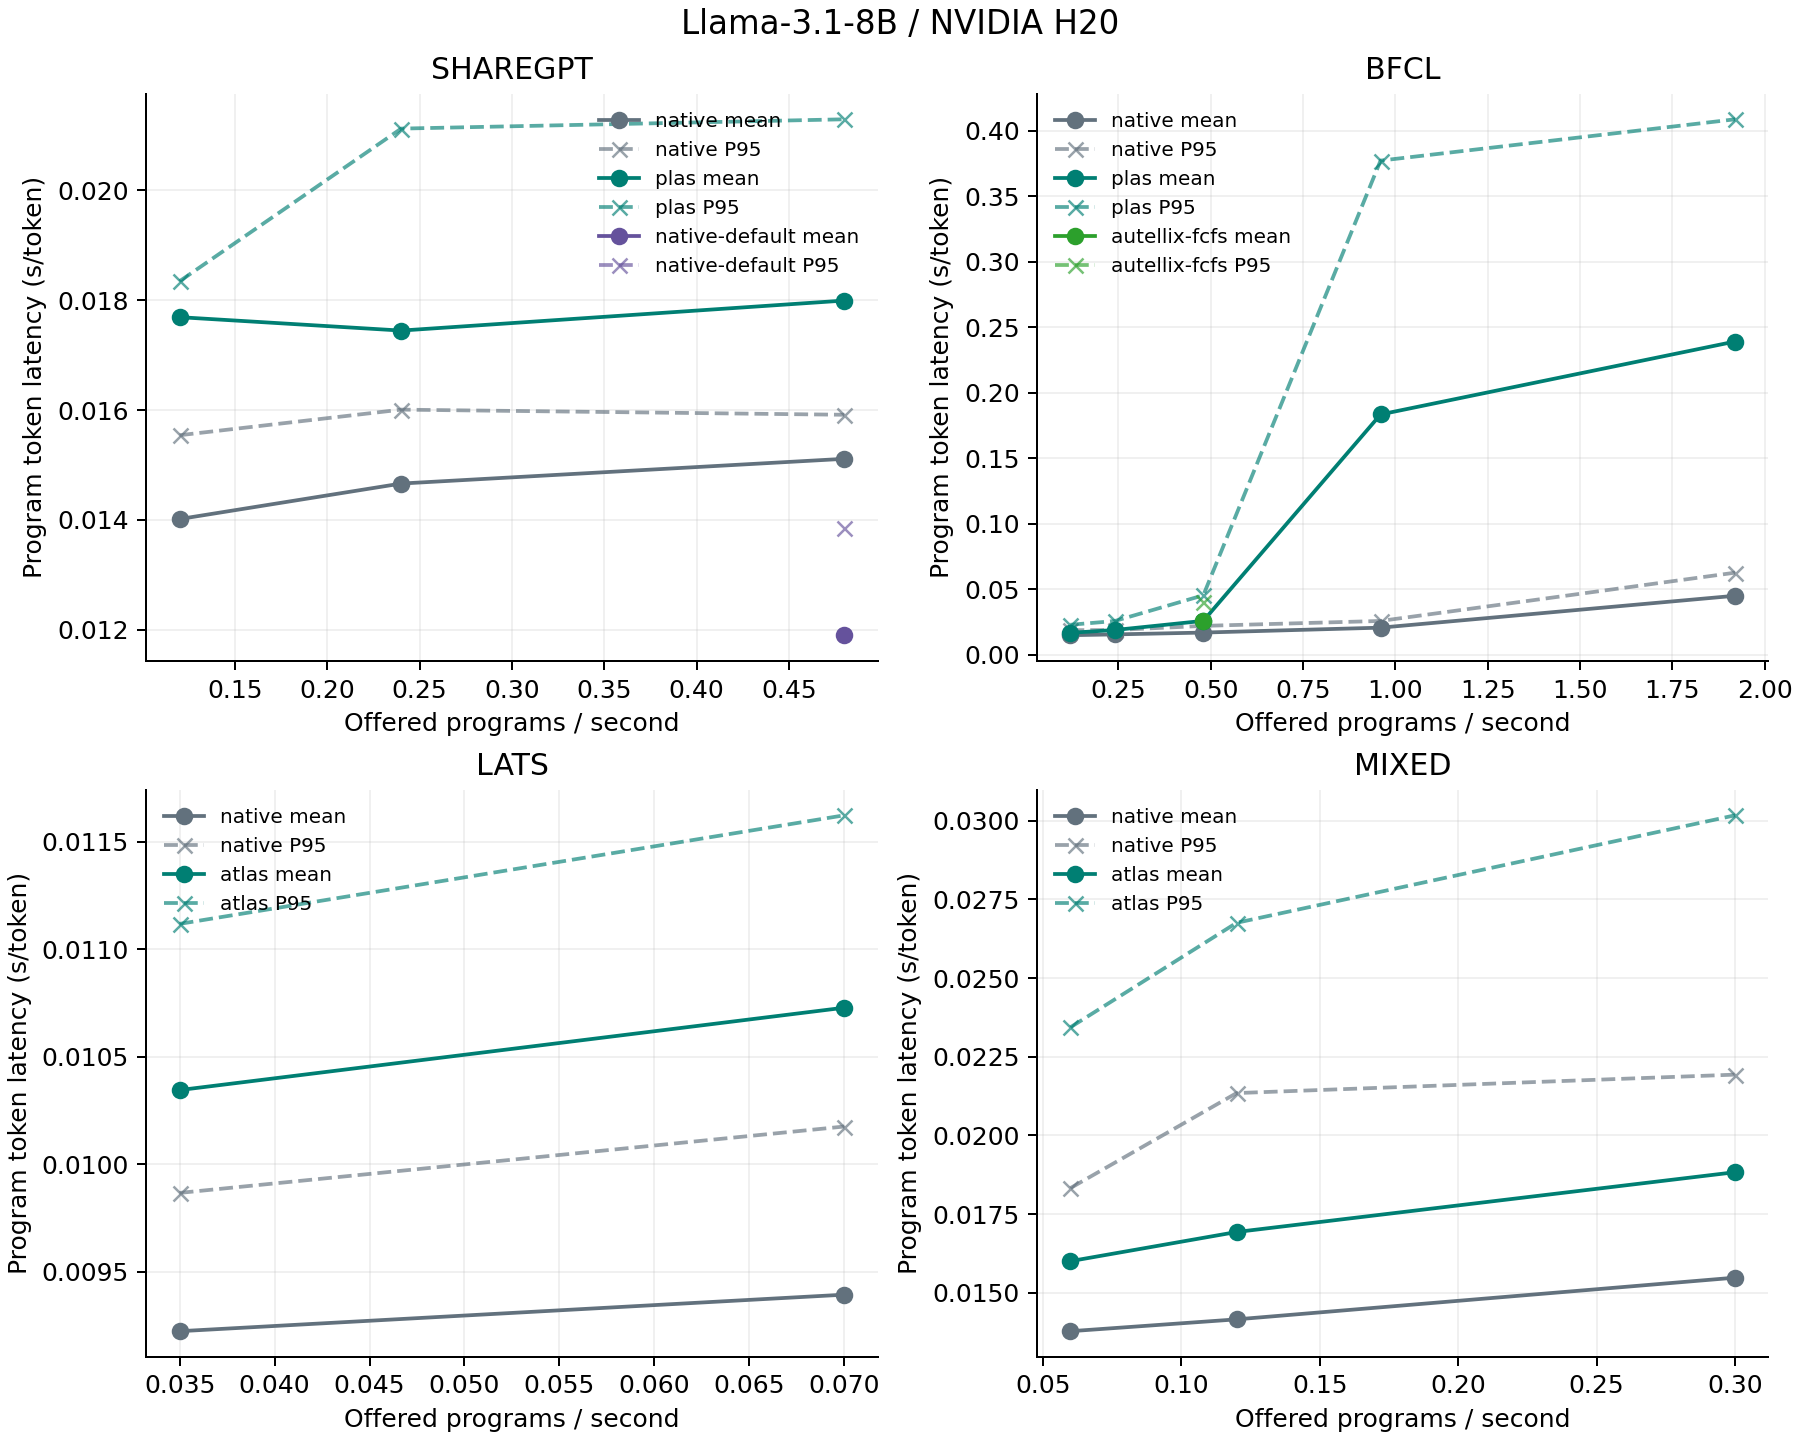 Llama-3.1-8B / NVIDIA H20
SHAREGPT
Program token latency (s/token)
0.020
0.018
0.016
0.014
0.012
native mean
native P95
plas mean
plas P95
native-default mean
native-default P95
0.15 0.20 0.25 0.30 0.35 0.40 0.45
Offered programs / second
BFCL
Program token latency (s/token)
0.40
0.35
0.30
0.25
0.20
0.15
0.10
0.05
0.00
native mean
native P95
plas mean
plas P95
autellix-fcfs mean
autellix-fcfs P95
0.25 0.50 0.75 1.00 1.25 1.50 1.75 2.00
Offered programs / second
LATS
Program token latency (s/token)
0.0115
0.0110
0.0105
0.0100
0.0095
native mean
native P95
atlas mean
atlas P95
0.035 0.040 0.045 0.050 0.055 0.060 0.065 0.070
Offered programs / second
MIXED
Program token latency (s/token)
0.0300
0.0275
0.0250
0.0225
0.0200
0.0175
0.0150
native mean
native P95
atlas mean
atlas P95
0.05 0.10 0.15 0.20 0.25 0.30
Offered programs / second